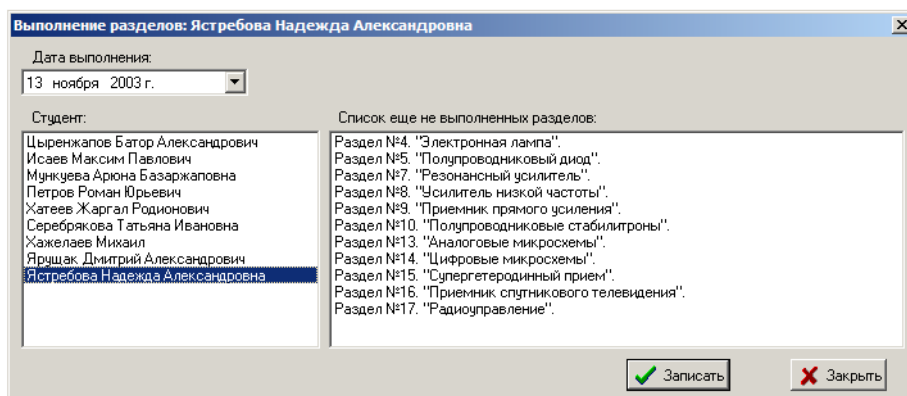 Выполнение разделов: Ястребова Надежда Александровна
Дата выполнения:
13 ноября 2003 г.
Студент:
Цыренжапов Батор Александрович
Исаев Максим Павлович
Мункуева Арюна Базаржаповна
Петров Роман Юрьевич
Хатеев Жаргал Родионович
Серебрякова Татьяна Ивановна
Хажелаев Михаил
Ярущак Дмитрий Александрович
Ястребова Надежда Александровна
Список еще не выполненных разделов:
Раздел №4. "Электронная лампа".
Раздел №5. "Полупроводниковый диод".
Раздел №7. "Резонансный усилитель".
Раздел №8. "Усилитель низкой частоты".
Раздел №9. "Приемник прямого усиления".
Раздел №10. "Полупроводниковые стабилитроны".
Раздел №13. "Аналоговые микросхемы".
Раздел №14. "Цифровые микросхемы".
Раздел №15. "Супергетеродинный прием".
Раздел №16. "Приемник спутникового телевидения".
Раздел №17. "Радиоуправление".
Записать
Закрыть